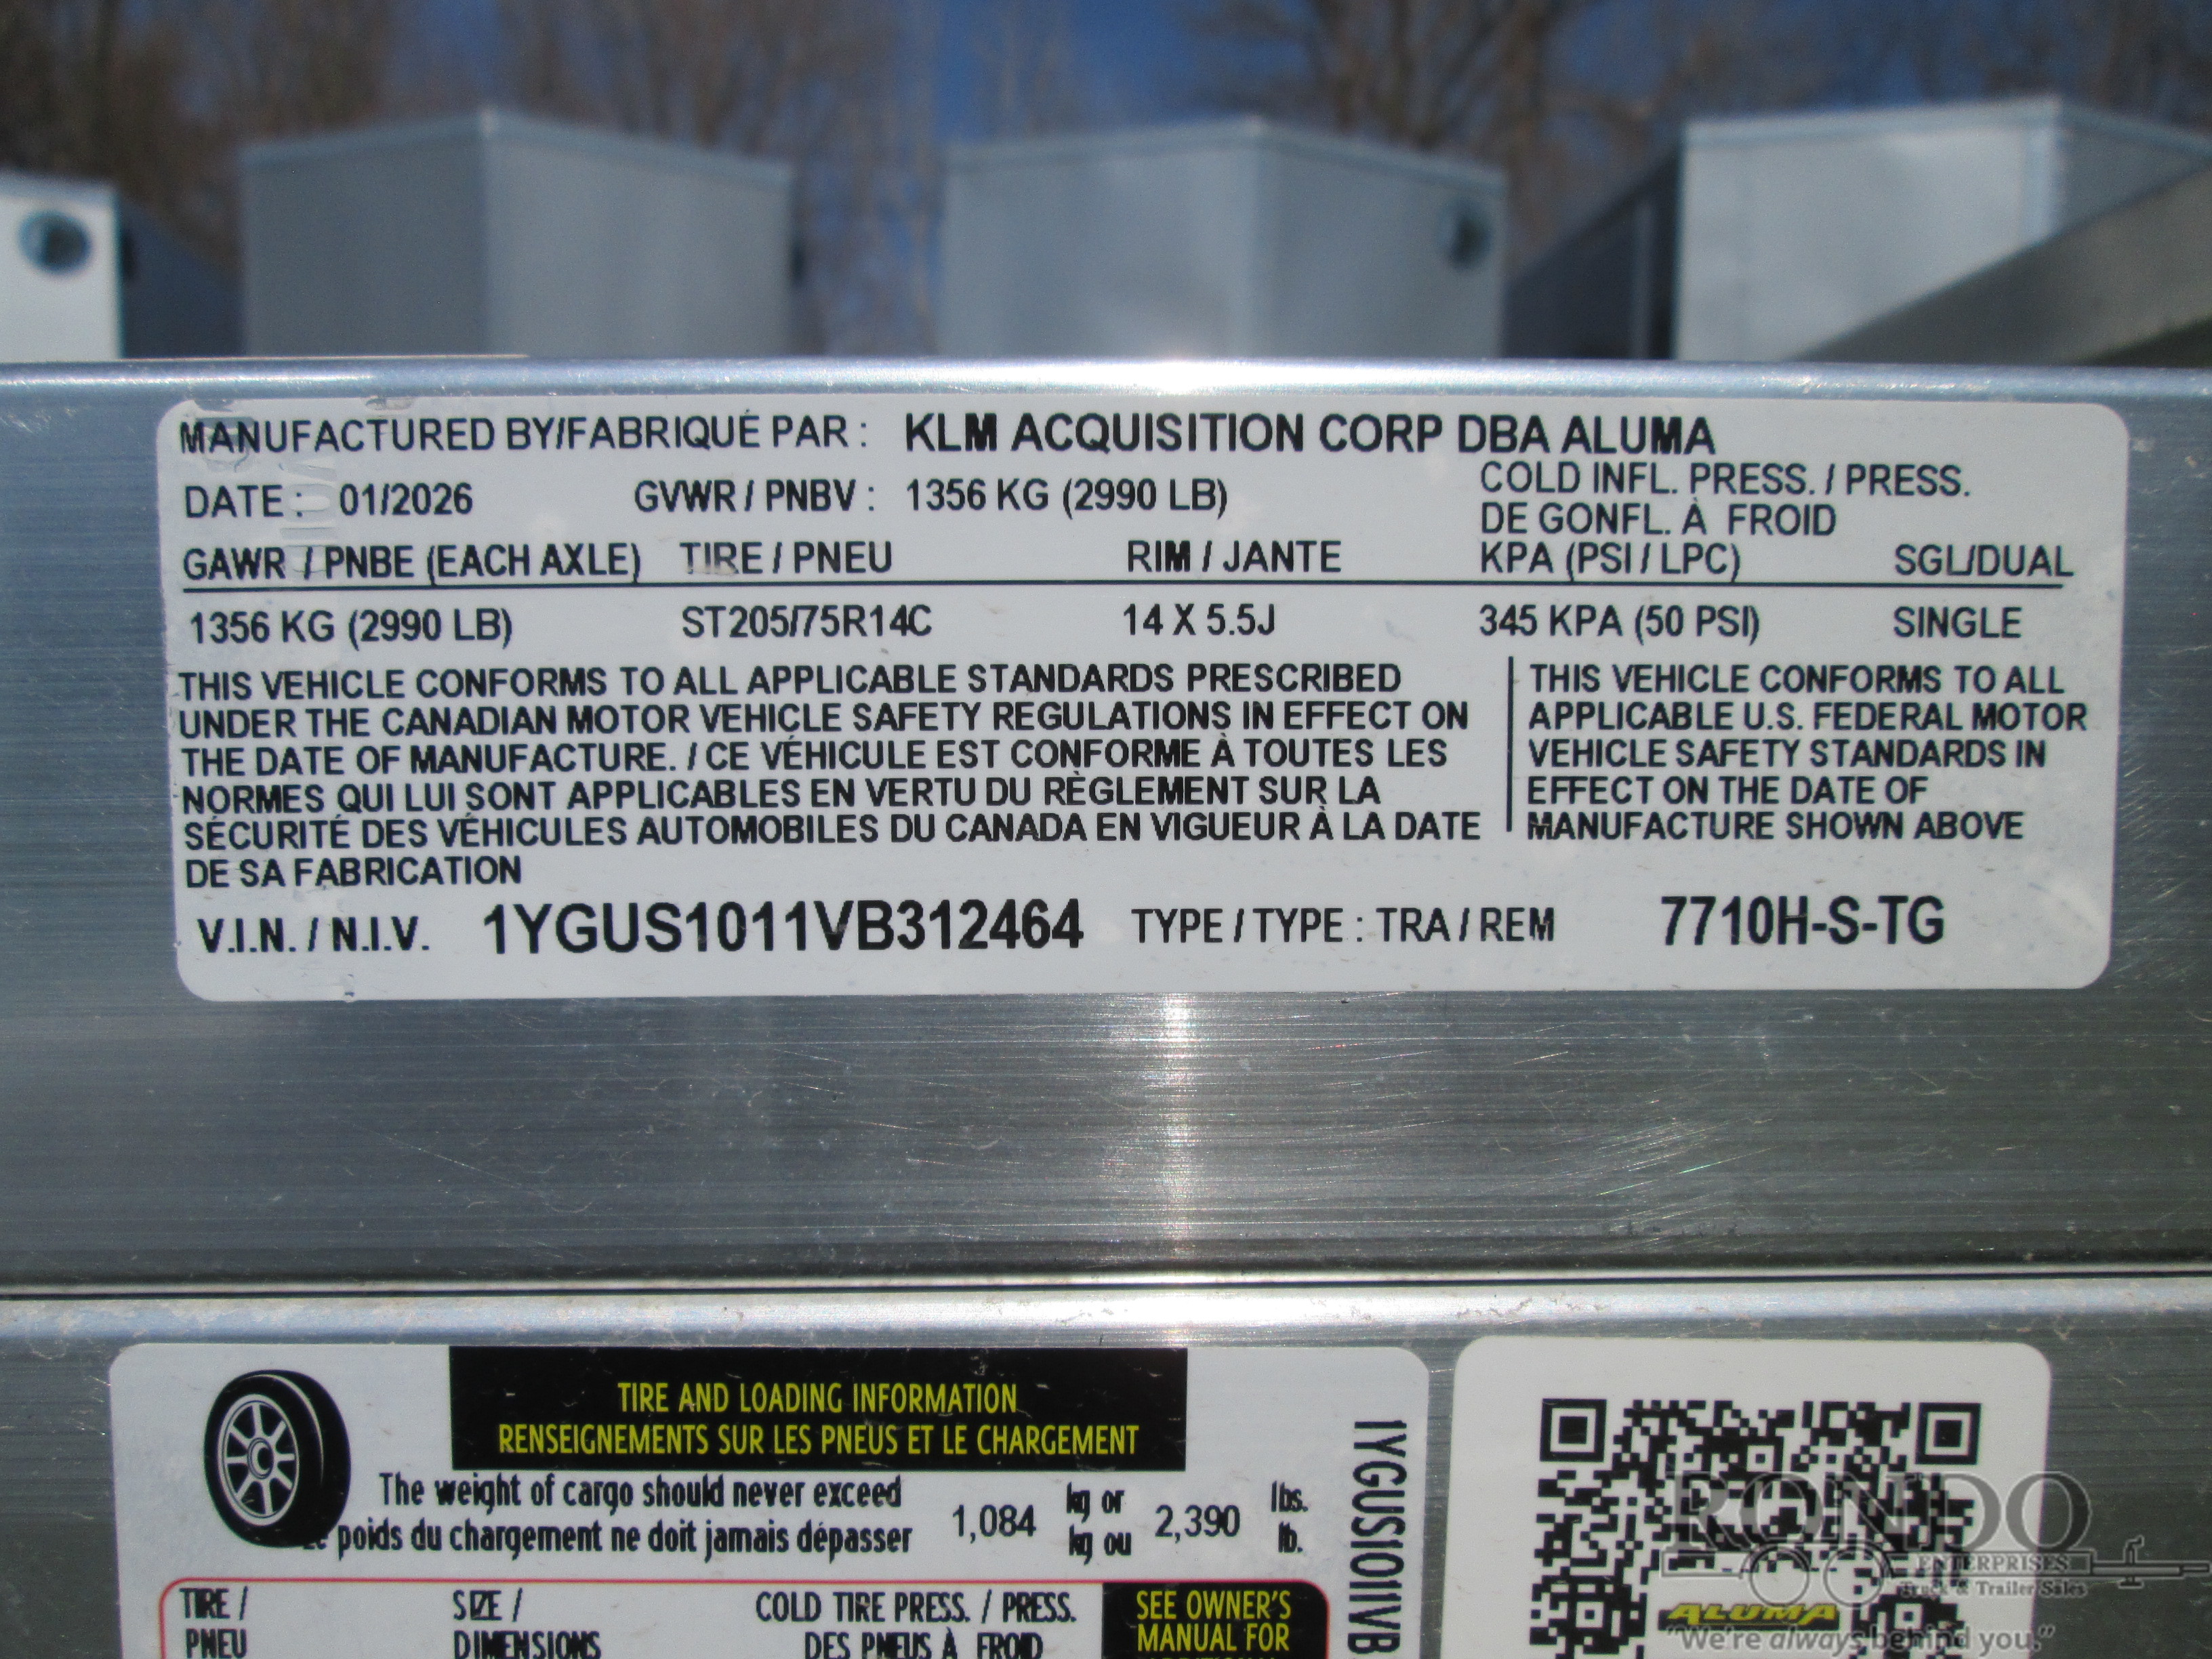 MANUFACTURED BY/FABRIQUÉ PAR : KLM ACQUISITION CORP DBA ALUMA
DATE : 01/2026 GVWR / PNBV : 1356 KG (2990 LB) COLD INFL. PRESS. / PRESS.
DE GONFL. À FROID
GAWR / PNBE (EACH AXLE) TIRE / PNEU RIM / JANTE KPA (PSI / LPC) SGL/DUAL
1356 KG (2990 LB) ST205/75R14C 14 X 5.5J 345 KPA (50 PSI) SINGLE
THIS VEHICLE CONFORMS TO ALL APPLICABLE STANDARDS PRESCRIBED
UNDER THE CANADIAN MOTOR VEHICLE SAFETY REGULATIONS IN EFFECT ON
THE DATE OF MANUFACTURE. / CE VÉHICULE EST CONFORME À TOUTES LES
NORMES QUI LUI SONT APPLICABLES EN VERTU DU RÈGLEMENT SUR LA
SÉCURITÉ DES VÉHICULES AUTOMOBILES DU CANADA EN VIGUEUR À LA DATE
DE SA FABRICATION
THIS VEHICLE CONFORMS TO ALL
APPLICABLE U.S. FEDERAL MOTOR
VEHICLE SAFETY STANDARDS IN
EFFECT ON THE DATE OF
MANUFACTURE SHOWN ABOVE
V.I.N. / N.I.V. 1YGUS1011VB312464 TYPE / TYPE : TRA / REM 7710H-S-TG
TIRE AND LOADING INFORMATION
RENSEIGNEMENTS SUR LES PNEUS ET LE CHARGEMENT
The weight of cargo should never exceed 1,084 kg or 2,390 lbs.
Le poids du chargement ne doit jamais dépasser kg ou lb.
TIRE / SIZE / COLD TIRE PRESS. / PRESS. SEE OWNER'S
PNEU DIMENSIONS DES PNEUS À FROID MANUAL FOR
1YGUS1011VB
RONDO
ENTERPRISES
Truck & Trailer Sales
ALUMA
"We're always behind you."